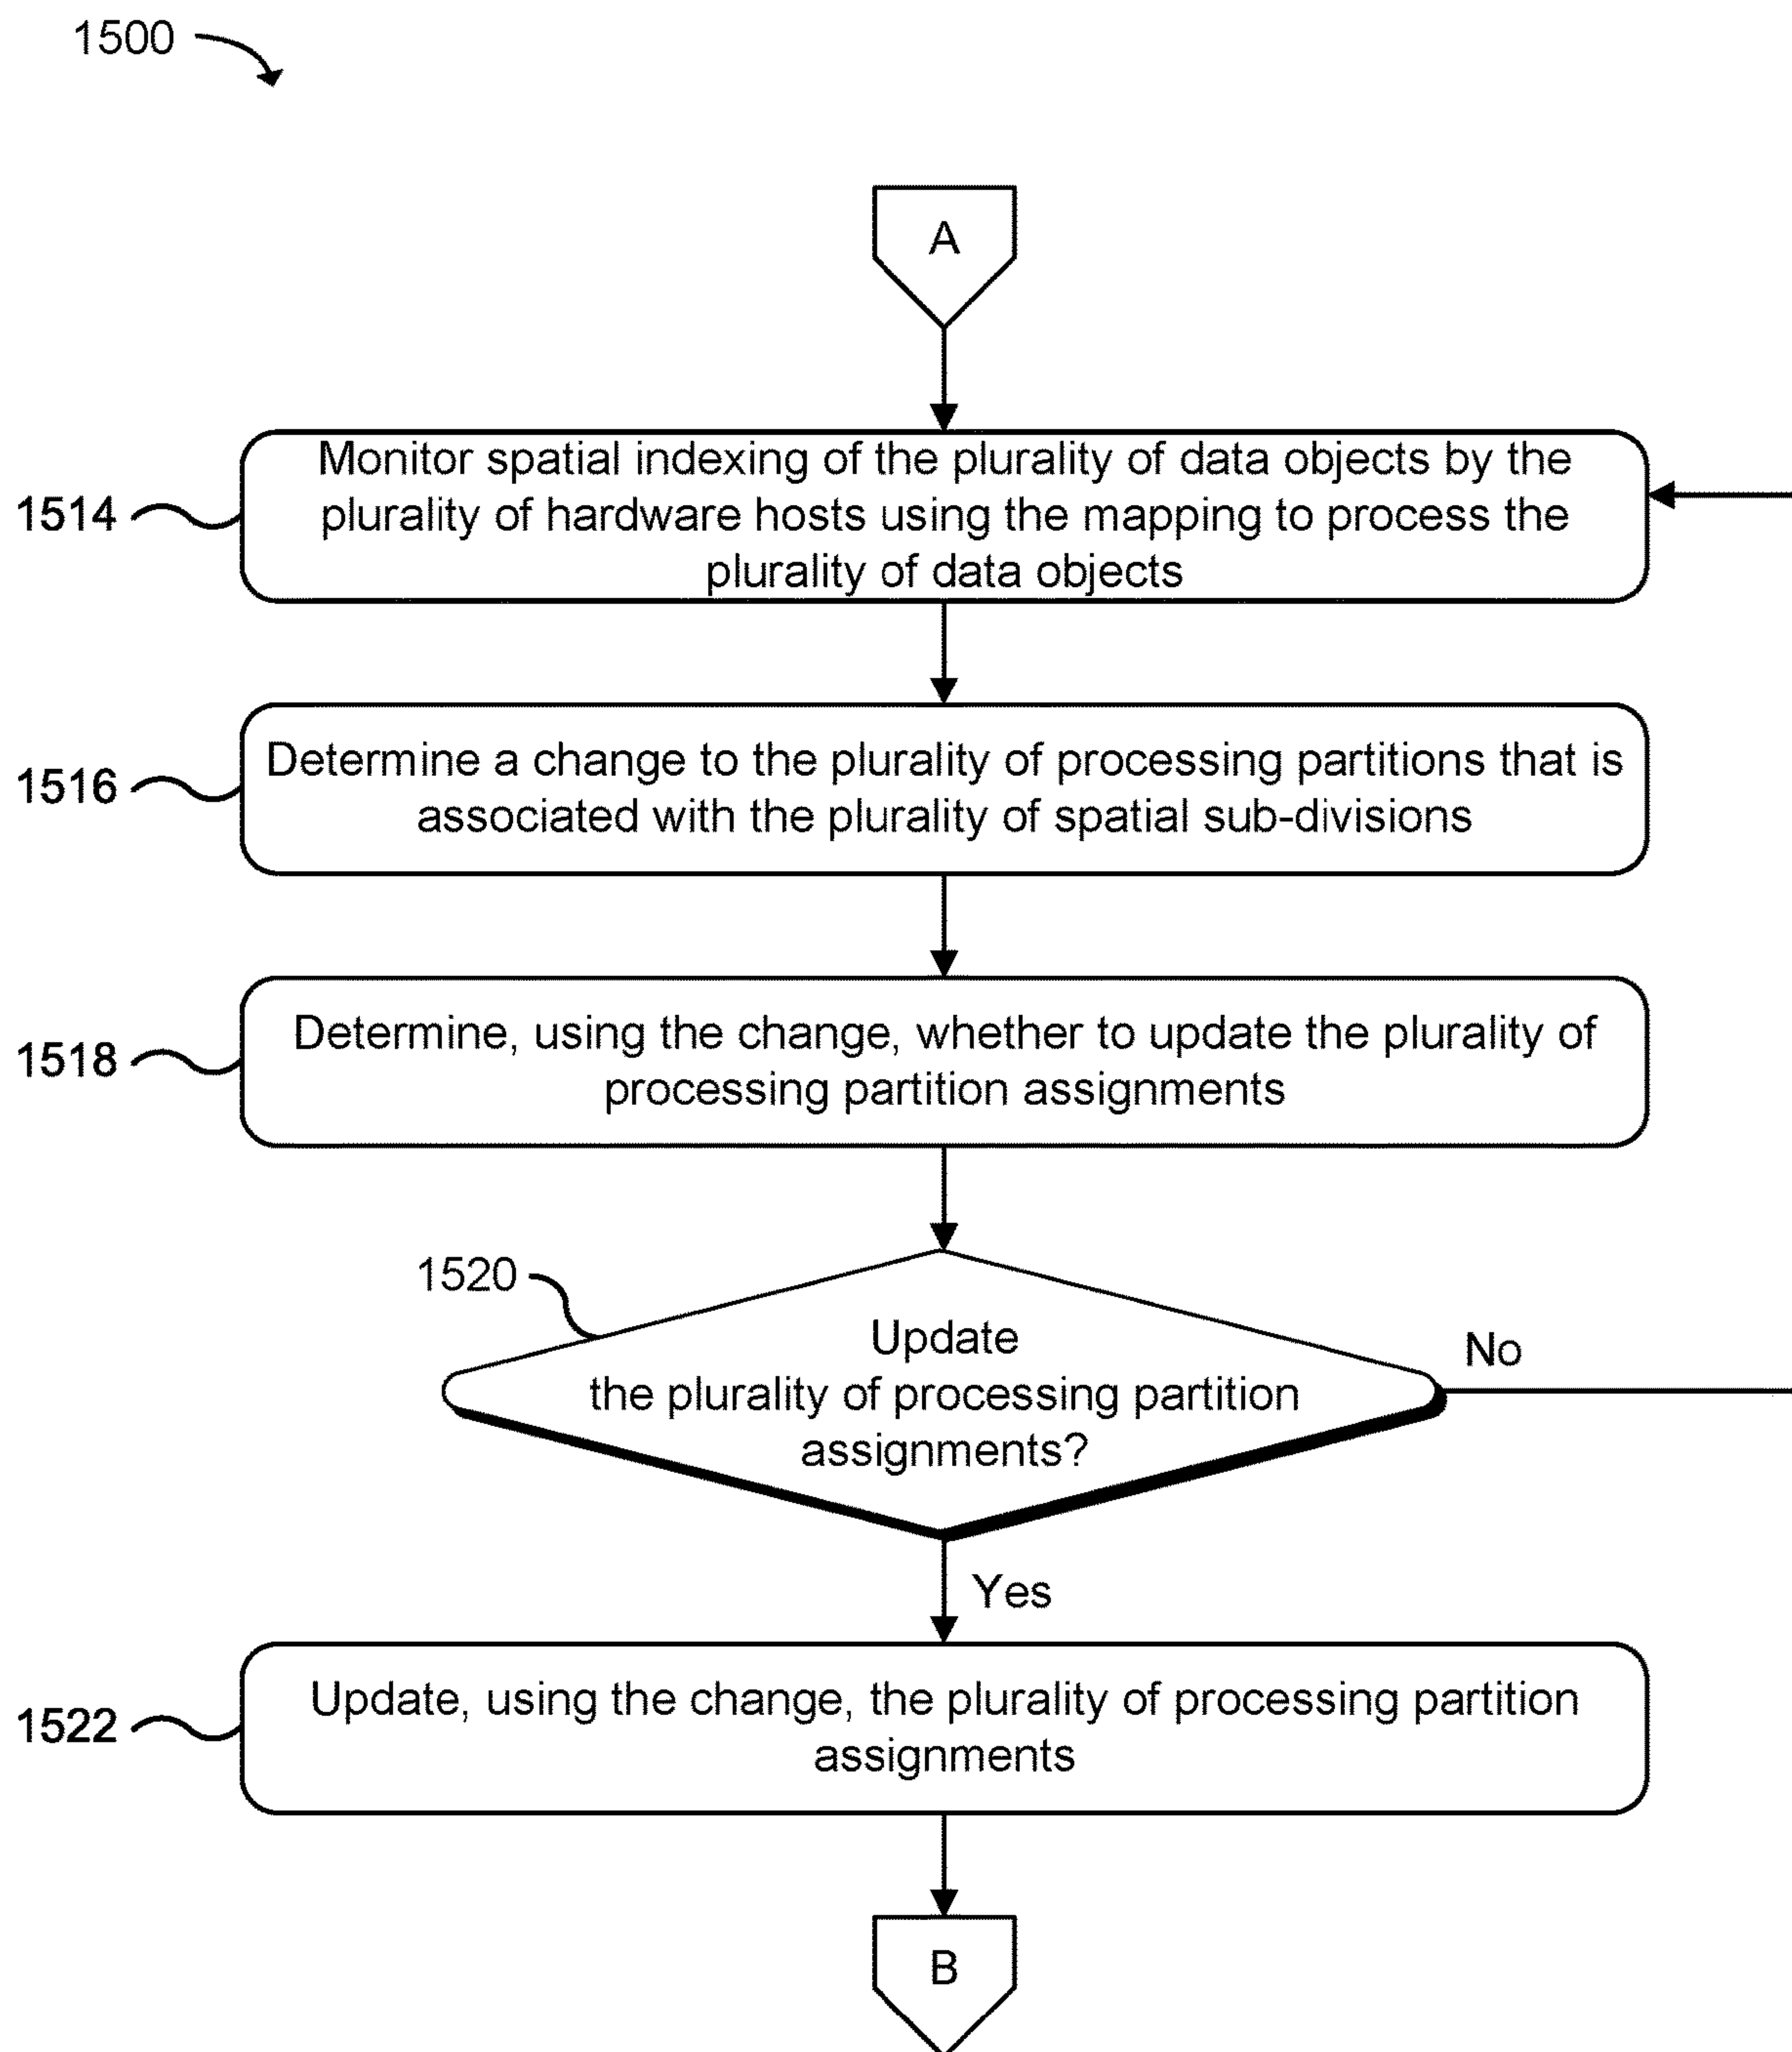 1500
A
1514
Monitor spatial indexing of the plurality of data objects by the
plurality of hardware hosts using the mapping to process the
plurality of data objects
1516
Determine a change to the plurality of processing partitions that is
associated with the plurality of spatial sub-divisions
1518
Determine, using the change, whether to update the plurality of
processing partition assignments
1520
Update
the plurality of processing partition
assignments?
No
Yes
1522
Update, using the change, the plurality of processing partition
assignments
B